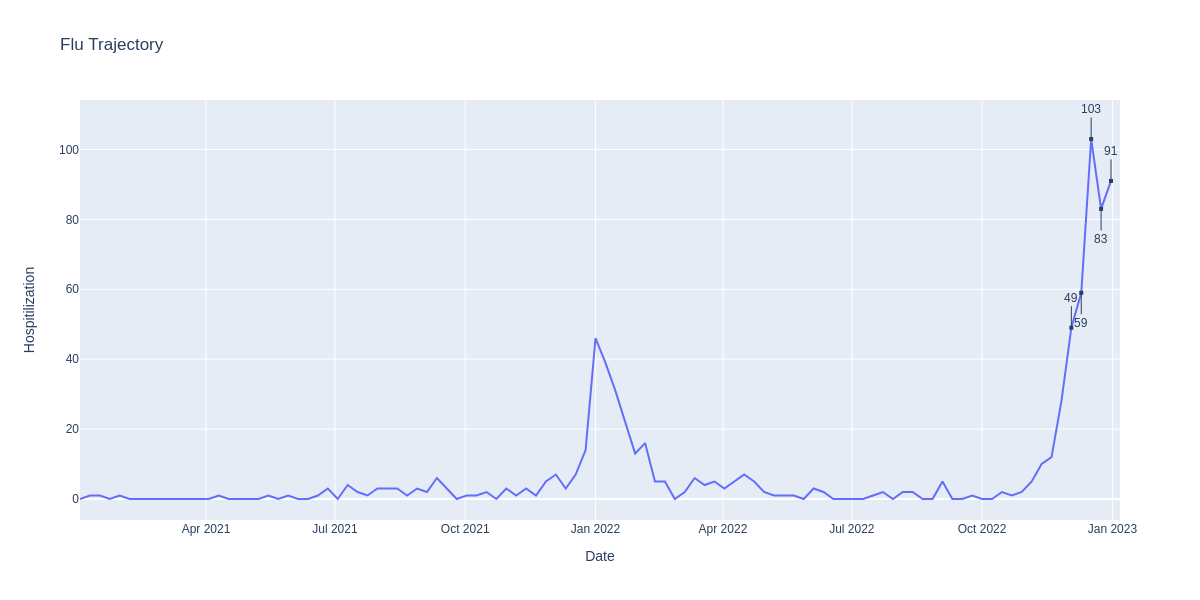 Flu Trajectory
103
91
83
49
59
100
80
60
40
20
0
Hospitilization
Apr 2021
Jul 2021
Oct 2021
Jan 2022
Apr 2022
Jul 2022
Oct 2022
Jan 2023
Date